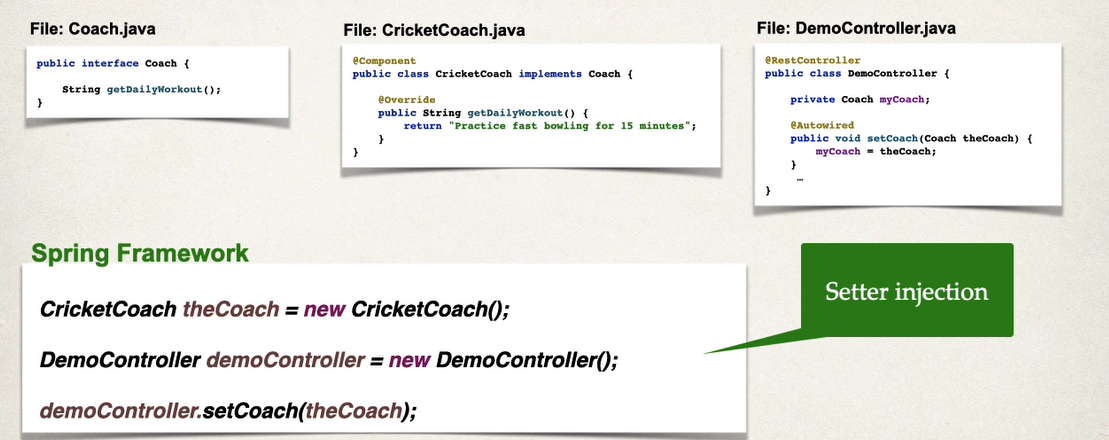 File: Coach.java
public interface Coach {
String getDailyWorkout();
}
File: CricketCoach.java
@Component
public class CricketCoach implements Coach {
@Override
public String getDailyWorkout() {
return "Practice fast bowling for 15 minutes";
}
}
File: DemoController.java
@RestController
public class DemoController {
private Coach myCoach;
@Autowired
public void setCoach(Coach theCoach) {
myCoach = theCoach;
}
…
}
Spring Framework
CricketCoach theCoach = new CricketCoach();
DemoController demoController = new DemoController();
demoController.setCoach(theCoach);
Setter injection